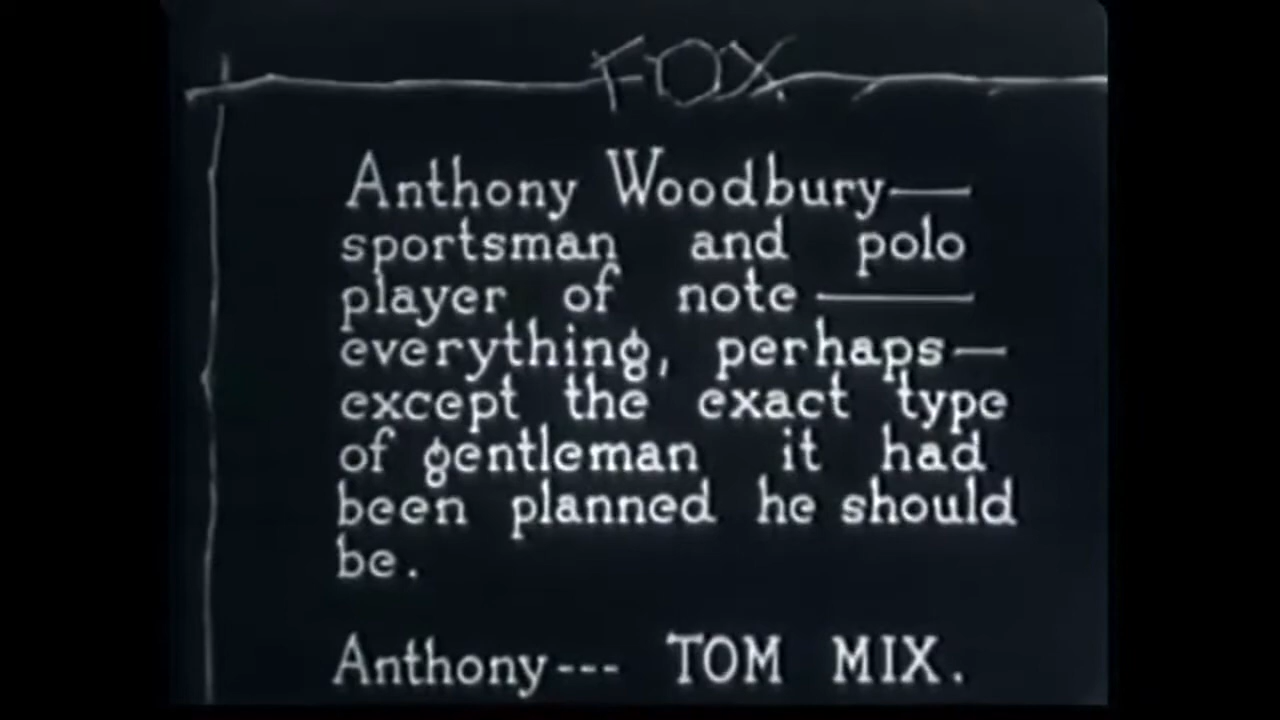 FOX
Anthony Woodbury—
sportsman and polo
player of note ——
everything, perhaps—
except the exact type
of gentleman it had
been planned he should
be.
Anthony--- TOM MIX.